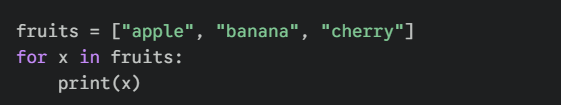 fruits = ["apple", "banana", "cherry"]
for x in fruits:
    print(x)